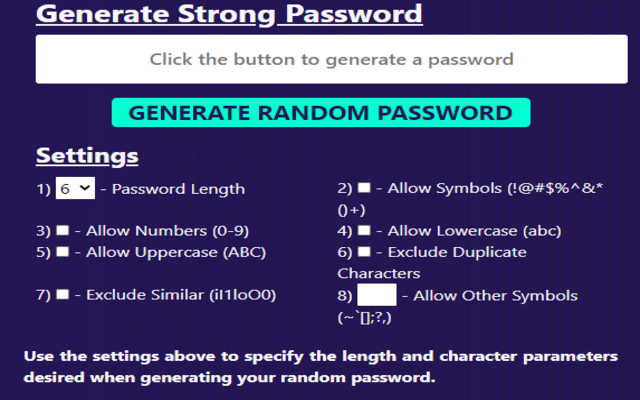 Generate Strong Password
Click the button to generate a password
GENERATE RANDOM PASSWORD
Settings
1) 6 - Password Length
2) - Allow Symbols (!@#$%^&*
()+)
3) - Allow Numbers (0-9)
4) - Allow Lowercase (abc)
5) - Allow Uppercase (ABC)
6) - Exclude Duplicate
Characters
7) - Exclude Similar (iI1loO0)
8) - Allow Other Symbols
(~`[];?,)
Use the settings above to specify the length and character parameters
desired when generating your random password.